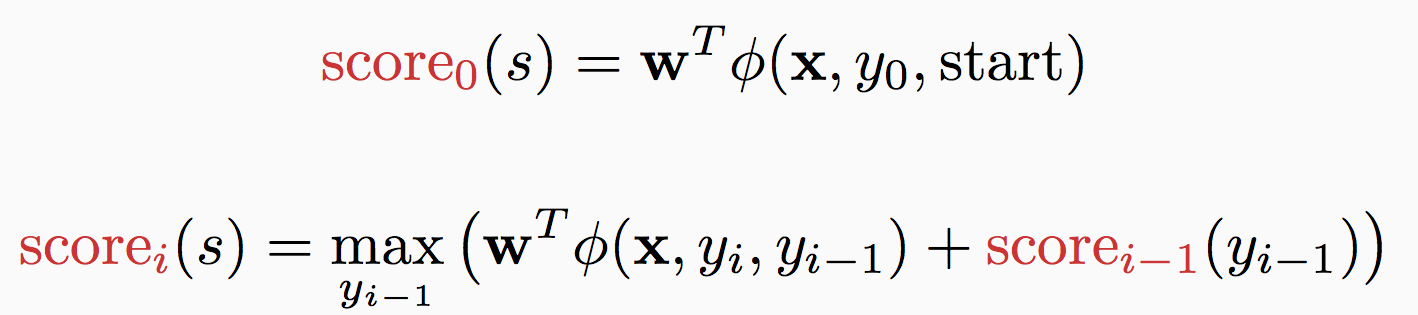 score₀(s) = wᵀϕ(x, y₀, start)
scoreᵢ(s) = max_{yᵢ₋₁} (wᵀϕ(x, yᵢ, yᵢ₋₁) + scoreᵢ₋₁(yᵢ₋₁))